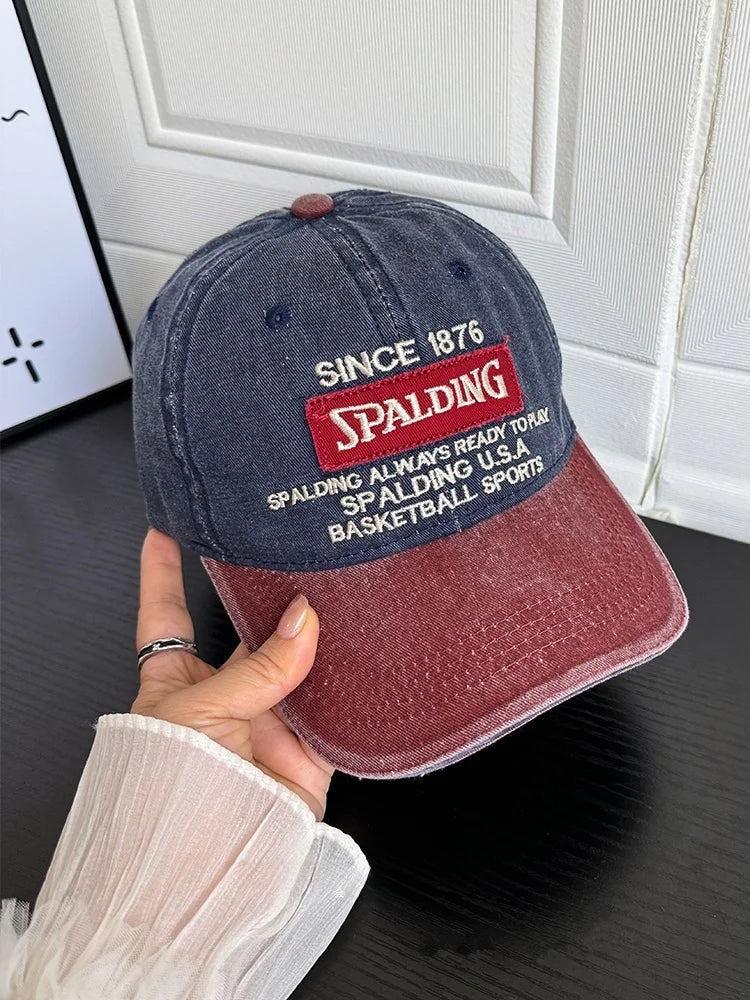 SINCE 1876
SPALDING
SPALDING ALWAYS READY TO PLAY
SPALDING U.S.A
BASKETBALL SPORTS